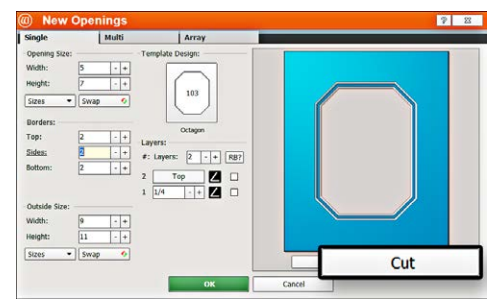 @ New Openings ? ☒
Single Multi Array
Opening Size: Template Design:
Width: 5 - +
Height: 7 - +
Sizes Swap
103
Octagon
Borders:
Top: 2 - +
Sides: 2 - +
Bottom: 2 - +
Layers:
#: Layers: 2 - + RB?
2 Top
1 1/4 - +
Outside Size:
Width: 9 - +
Height: 11 - +
Sizes Swap
OK Cancel
Cut